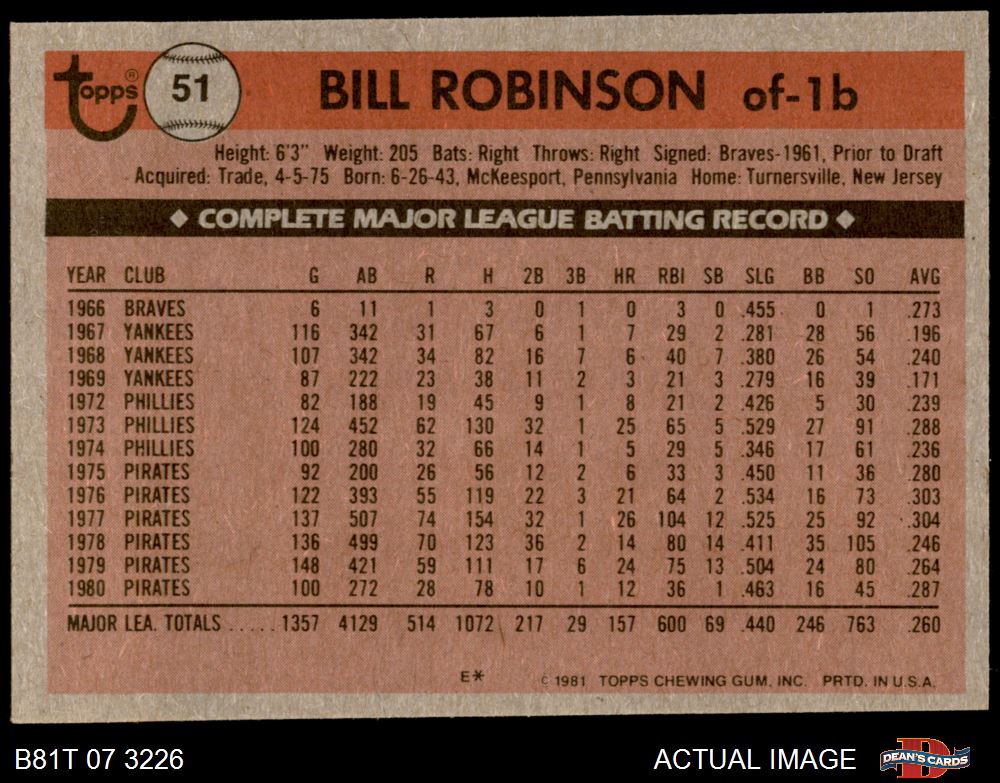 Topps® 51 BILL ROBINSON of-1b
Height: 6'3" Weight: 205 Bats: Right Throws: Right Signed: Braves-1961, Prior to Draft
Acquired: Trade, 4-5-75 Born: 6-26-43, McKeesport, Pennsylvania Home: Turnersville, New Jersey
◆ COMPLETE MAJOR LEAGUE BATTING RECORD ◆
YEAR CLUB G AB R H 2B 3B HR RBI SB SLG BB SO AVG
1966 BRAVES 6 11 1 3 0 1 0 3 0 .455 0 1 .273
1967 YANKEES 116 342 31 67 6 1 7 29 2 .281 28 56 .196
1968 YANKEES 107 342 34 82 16 7 6 40 7 .380 26 54 .240
1969 YANKEES 87 222 23 38 11 2 3 21 3 .279 16 39 .171
1972 PHILLIES 82 188 19 45 9 1 8 21 2 .426 5 30 .239
1973 PHILLIES 124 452 62 130 32 1 25 65 5 .529 27 91 .288
1974 PHILLIES 100 280 32 66 14 1 5 29 5 .346 17 61 .236
1975 PIRATES 92 200 26 56 12 2 6 33 3 .450 11 36 .280
1976 PIRATES 122 393 55 119 22 3 21 64 2 .534 16 73 .303
1977 PIRATES 137 507 74 154 32 1 26 104 12 .525 25 92 .304
1978 PIRATES 136 499 70 123 36 2 14 80 14 .411 35 105 .246
1979 PIRATES 148 421 59 111 17 6 24 75 13 .504 24 80 .264
1980 PIRATES 100 272 28 78 10 1 12 36 1 .463 16 45 .287
MAJOR LEA. TOTALS ..... 1357 4129 514 1072 217 29 157 600 69 .440 246 763 .260
E* © 1981 TOPPS CHEWING GUM, INC. PRTD. IN U.S.A.
B81T 07 3226 ACTUAL IMAGE DEAN'S CARDS